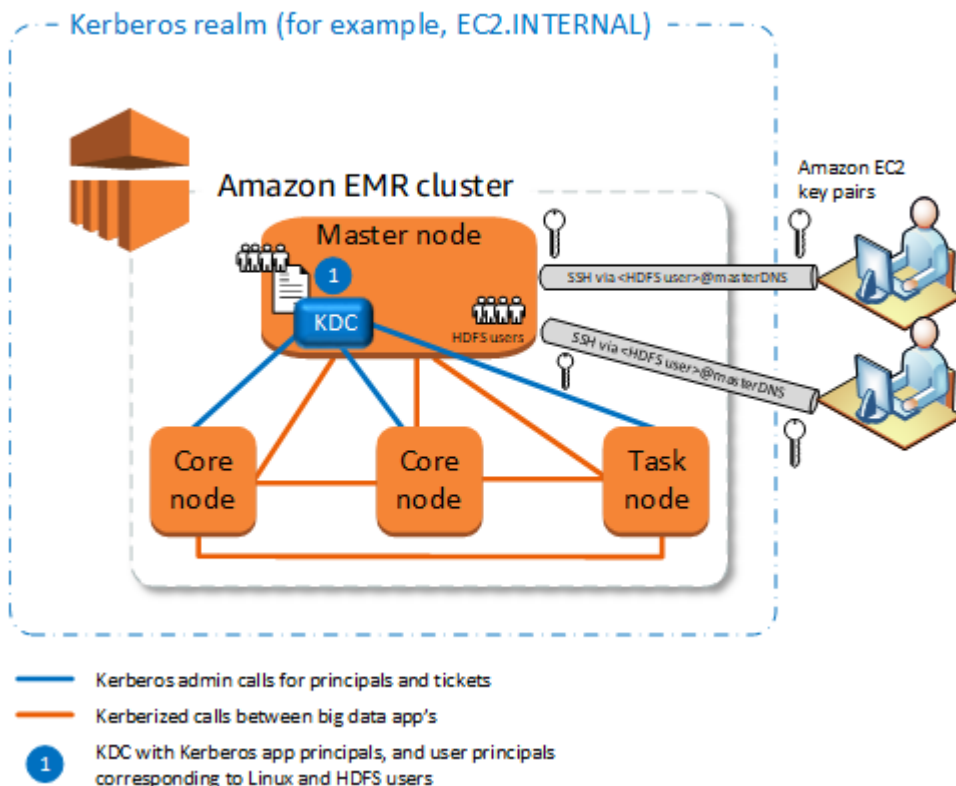 Kerberos realm (for example, EC2.INTERNAL)
Amazon EC2
key pairs
Amazon EMR cluster
Master node
1
KDC
HDFS users
SSH via <HDFS user>@masterDNS
SSH via <HDFS user>@masterDNS
Core
node
Core
node
Task
node
Kerberos admin calls for principals and tickets
Kerberized calls between big data app's
1
KDC with Kerberos app principals, and user principals
corresponding to Linux and HDFS users